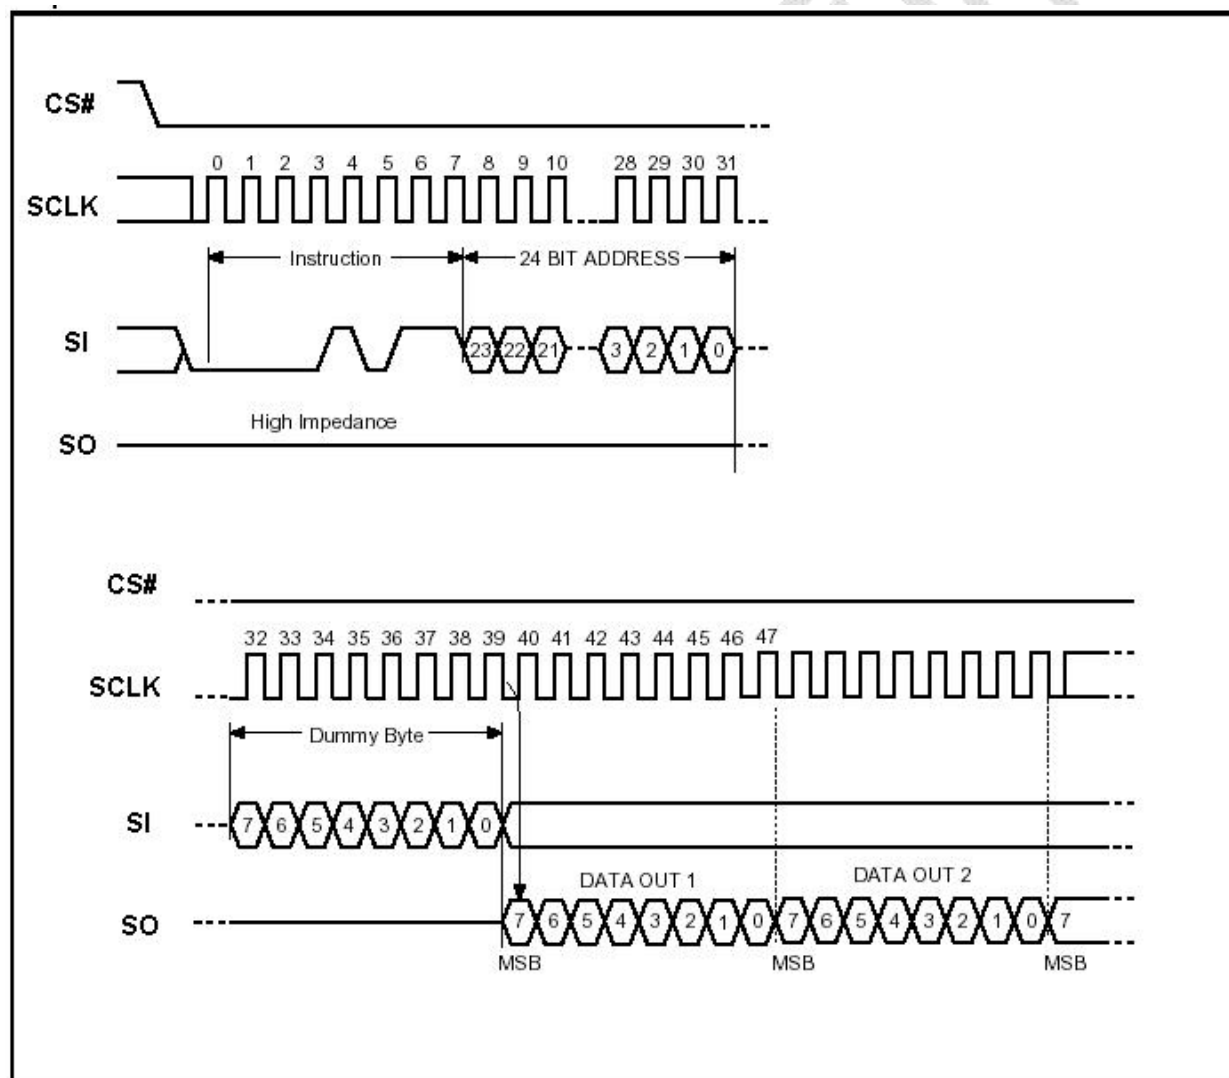 CS#
0 1 2 3 4 5 6 7 8 9 10 28 29 30 31
SCLK
Instruction 24 BIT ADDRESS
SI
23 22 21 3 2 1 0
High Impedance
SO
CS#
32 33 34 35 36 37 38 39 40 41 42 43 44 45 46 47
SCLK
Dummy Byte
SI
7 6 5 4 3 2 1 0
DATA OUT 1 DATA OUT 2
SO
7 6 5 4 3 2 1 0 7 6 5 4 3 2 1 0 7
MSB MSB MSB